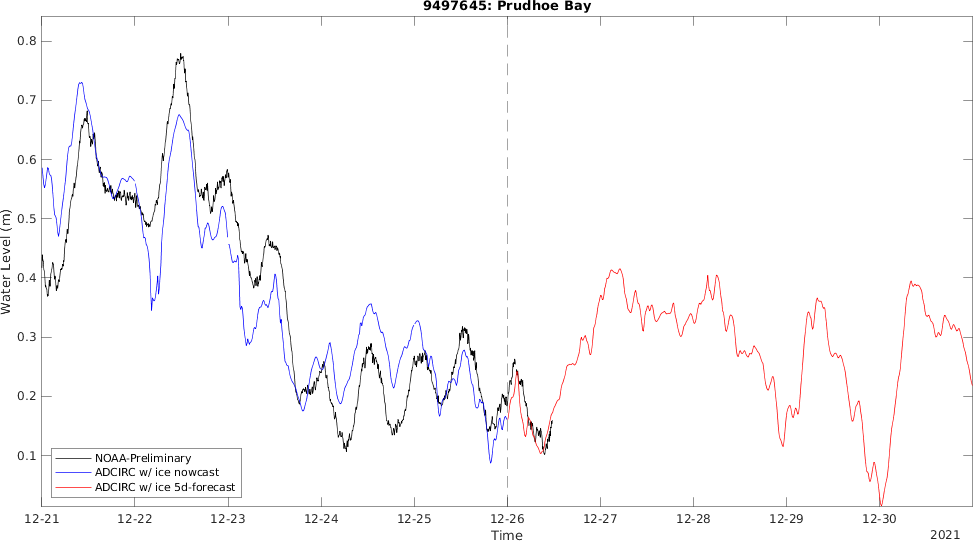 9497645: Prudhoe Bay
0.8
0.7
0.6
0.5
0.4
0.3
0.2
0.1
Water Level (m)
NOAA-Preliminary
ADCIRC w/ ice nowcast
ADCIRC w/ ice 5d-forecast
12-21 12-22 12-23 12-24 12-25 12-26 12-27 12-28 12-29 12-30
Time
2021